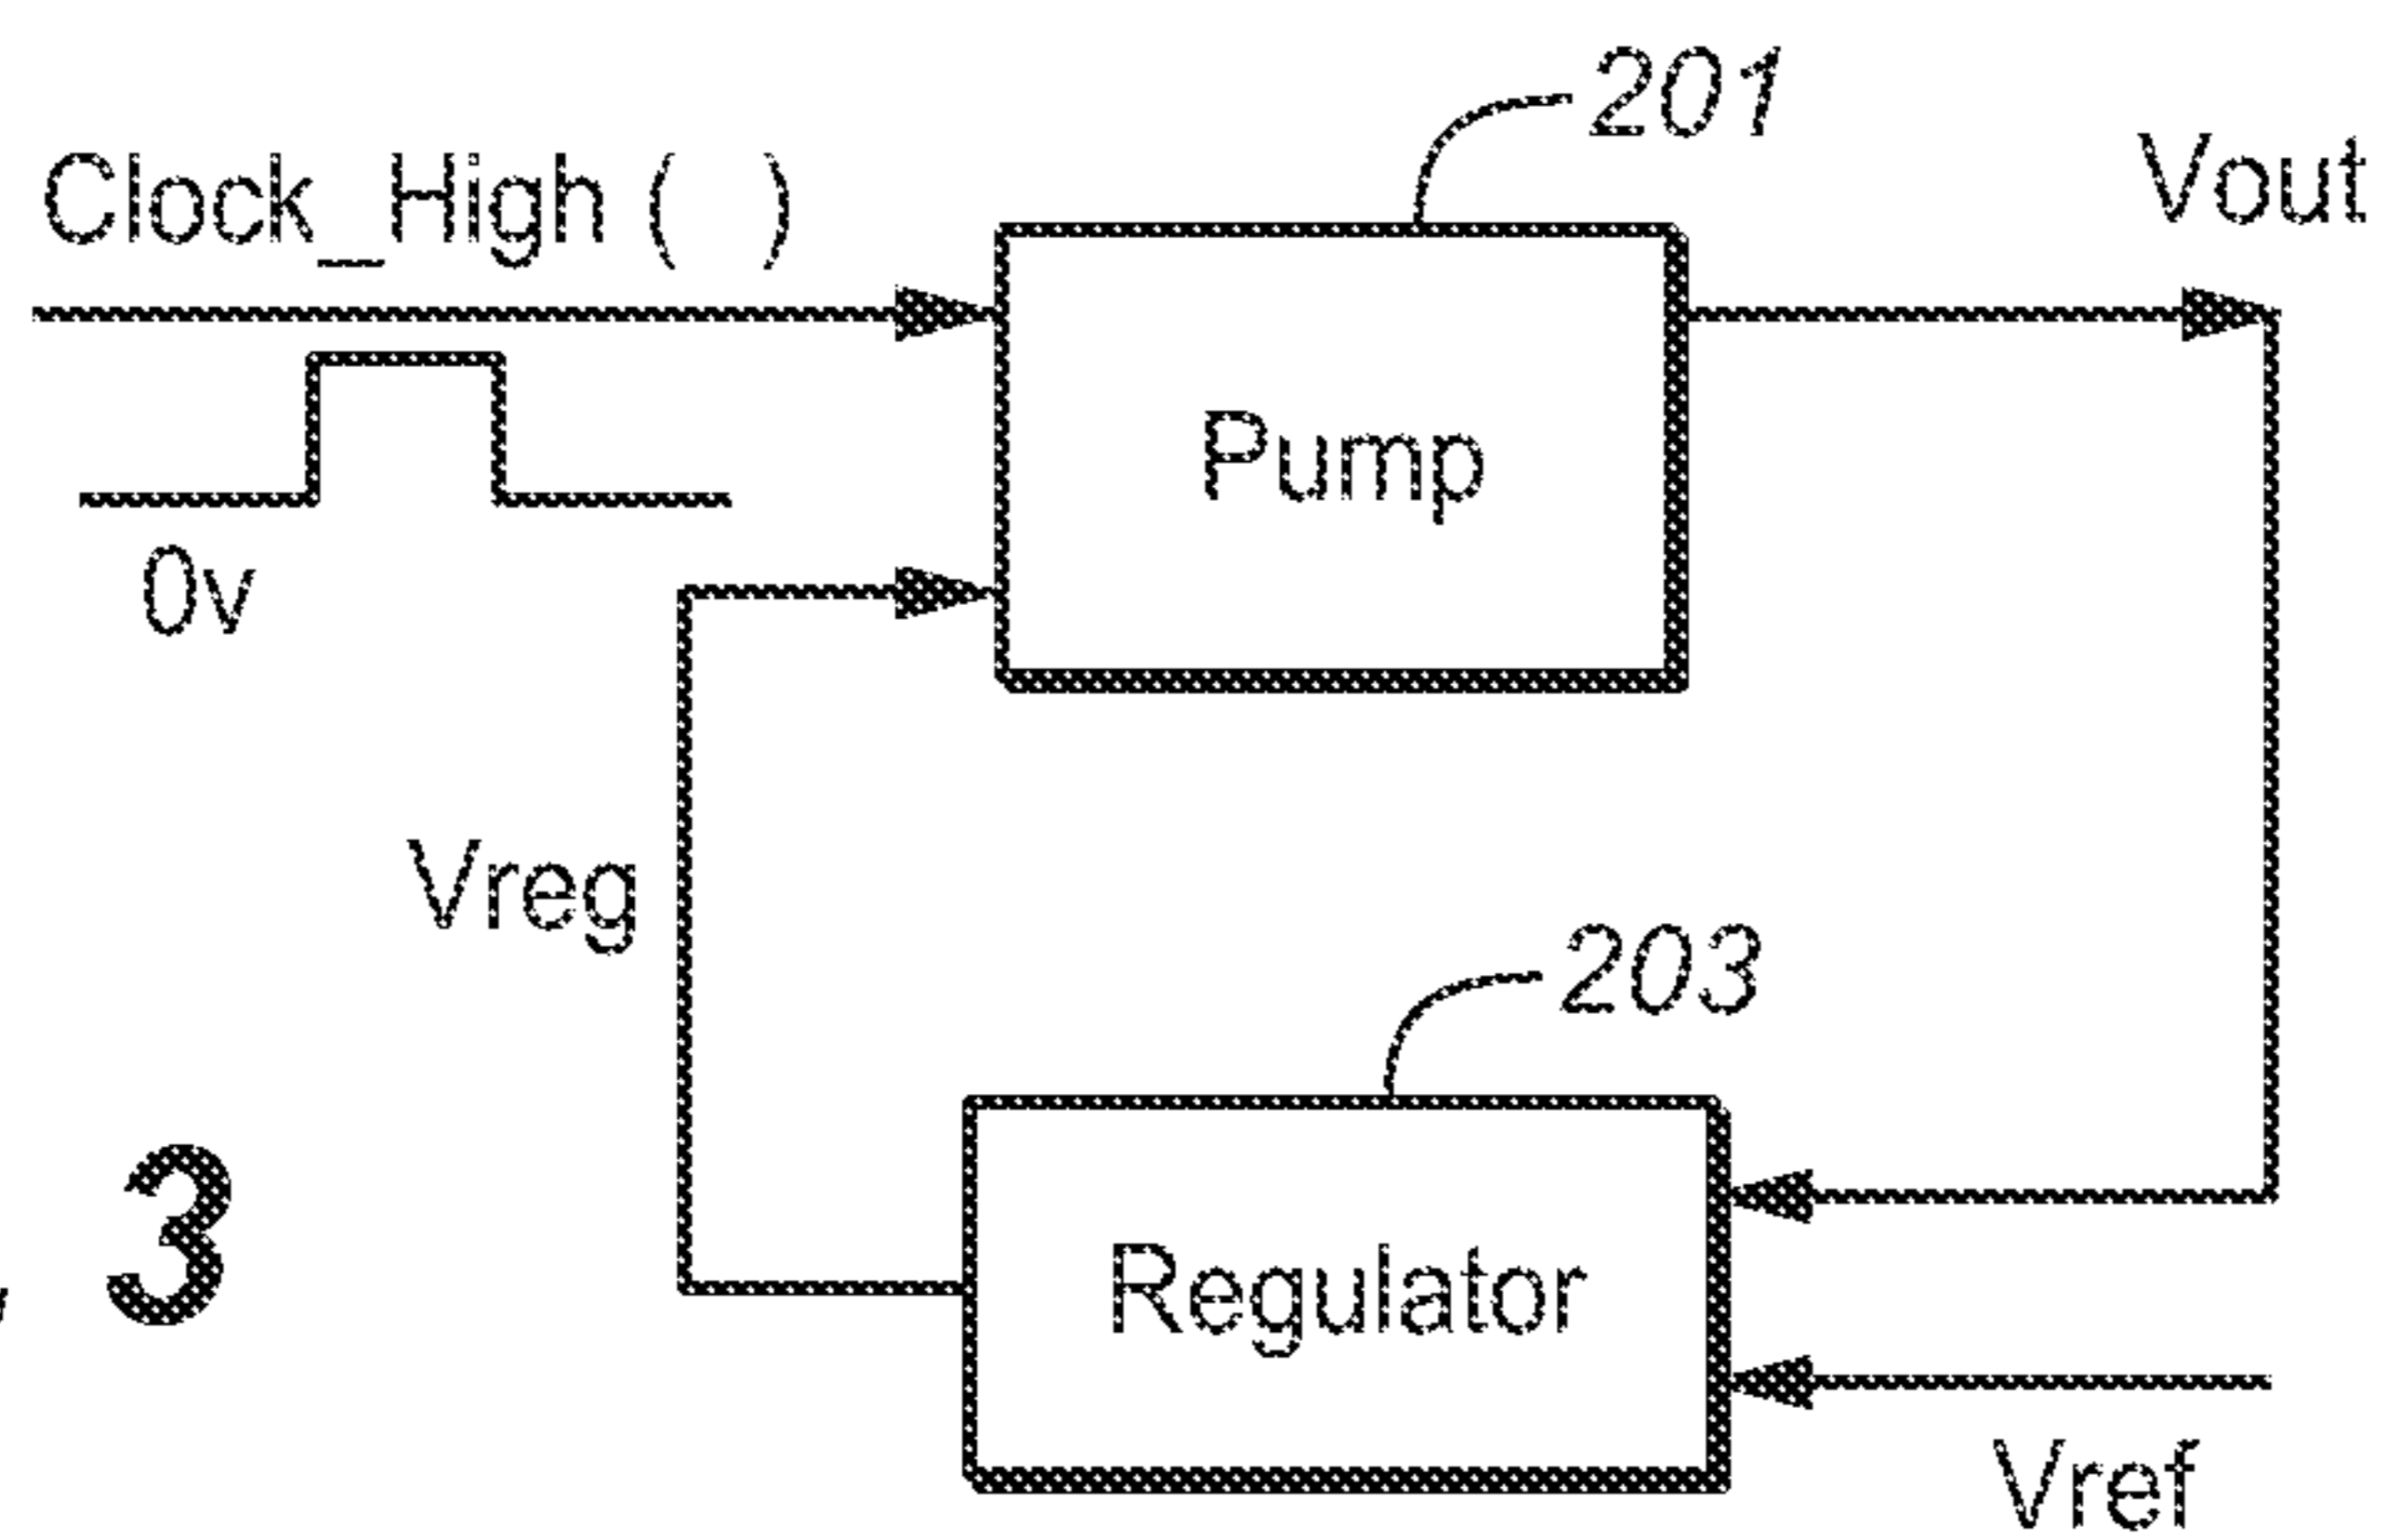 201
Vout
Clock_High ( )
Pump
0v
Vreg
203
3
Regulator
Vref